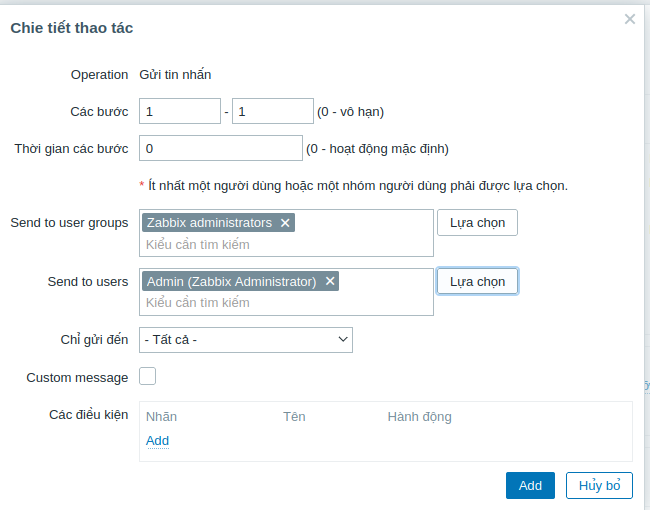 Chie tiết thao tác
Operation Gửi tin nhắn
Các bước 1 - 1 (0 - vô hạn)
Thời gian các bước 0 (0 - hoạt động mặc định)
* Ít nhất một người dùng hoặc một nhóm người dùng phải được lựa chọn.
Send to user groups Zabbix administrators Lựa chọn
Kiểu cần tìm kiếm
Send to users Admin (Zabbix Administrator) Lựa chọn
Kiểu cần tìm kiếm
Chỉ gửi đến - Tất cả -
Custom message
Các điều kiện Nhãn Tên Hành động
Add
Add Hủy bỏ